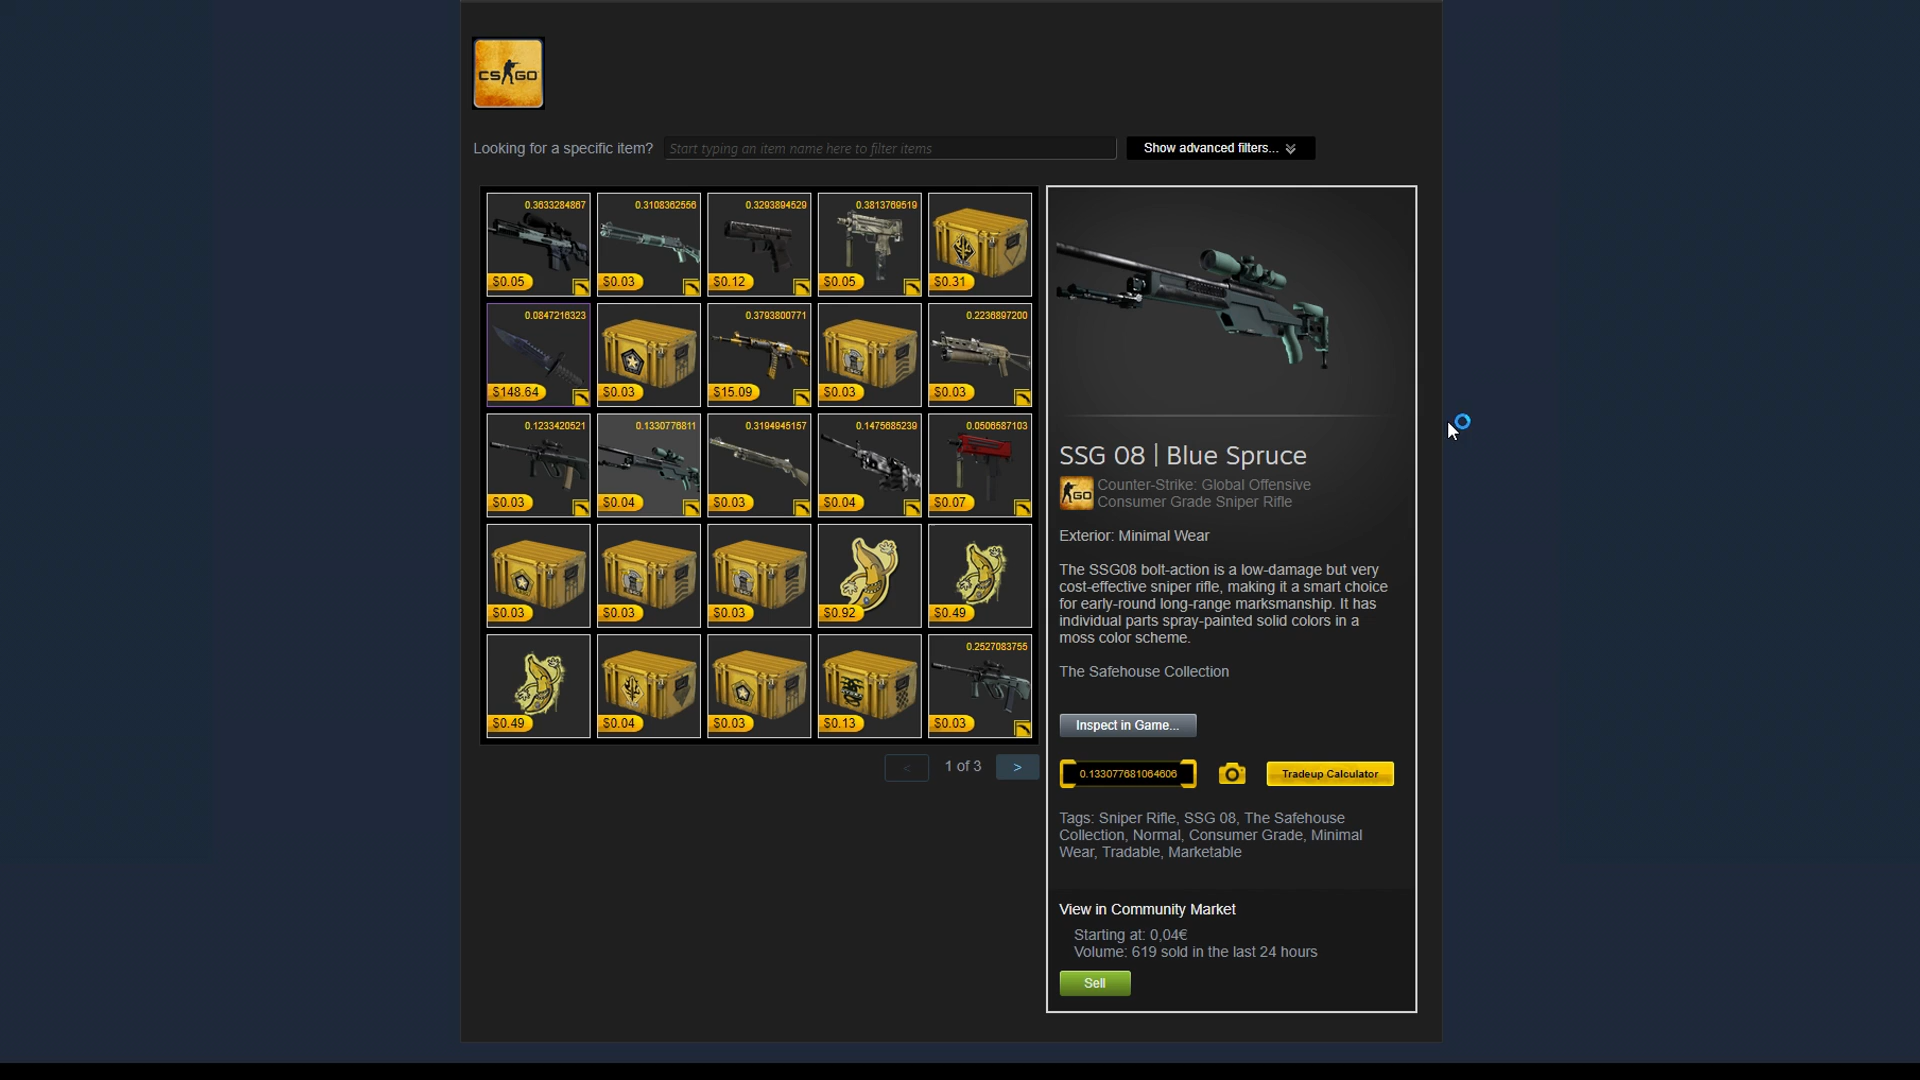 CS GO
Looking for a specific item?
Start typing an item name here to filter items
Show advanced filters...
0.3633284867
0.3108362556
0.3293894529
0.3813769519
$0.05
$0.03
$0.12
$0.05
$0.31
0.0847216323
0.3793800771
0.2236897200
$148.64
$0.03
$15.09
$0.03
$0.03
0.1233420521
0.1330776811
0.3194945157
0.1475685239
0.0506587103
$0.03
$0.04
$0.03
$0.04
$0.07
$0.03
$0.03
$0.03
$0.92
$0.49
0.2527083755
$0.49
$0.04
$0.03
$0.13
$0.03
<
1 of 3
>
SSG 08 | Blue Spruce
GO
Counter-Strike: Global Offensive
Consumer Grade Sniper Rifle
Exterior: Minimal Wear
The SSG08 bolt-action is a low-damage but very
cost-effective sniper rifle, making it a smart choice
for early-round long-range marksmanship. It has
individual parts spray-painted solid colors in a
moss color scheme.
The Safehouse Collection
Inspect in Game...
0.133077681064606
Tradeup Calculator
Tags: Sniper Rifle, SSG 08, The Safehouse
Collection, Normal, Consumer Grade, Minimal
Wear, Tradable, Marketable
View in Community Market
Starting at: 0,04€
Volume: 619 sold in the last 24 hours
Sell